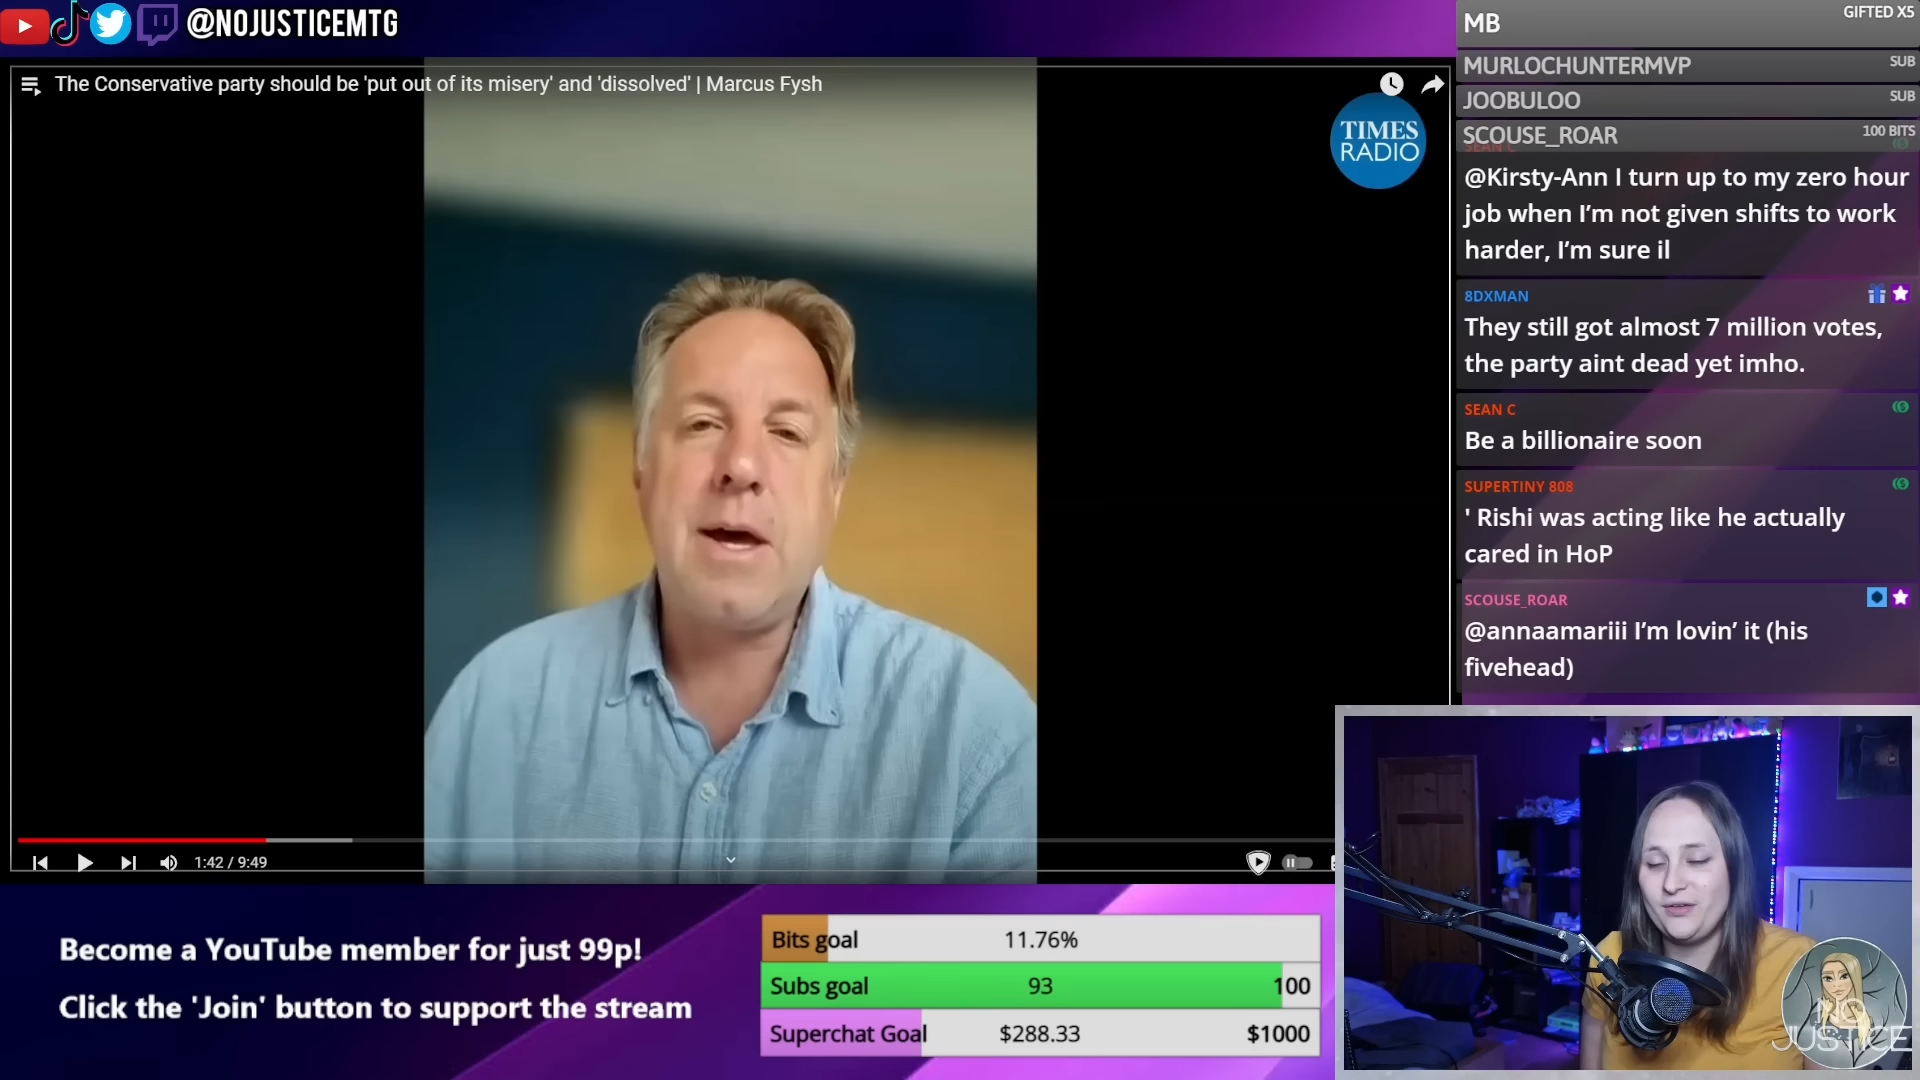 @NOJUSTICEMTG
The Conservative party should be 'put out of its misery' and 'dissolved' | Marcus Fysh
TIMES
RADIO
1:42 / 9:49
MB GIFTED X5
MURLOCHUNTERMVP SUB
JOOBULOO SUB
SCOUSE_ROAR 100 BITS
SEAN C
@Kirsty-Ann I turn up to my zero hour
job when I'm not given shifts to work
harder, I'm sure il
8DXMAN
They still got almost 7 million votes,
the party aint dead yet imho.
SEAN C
Be a billionaire soon
SUPERTINY 808
' Rishi was acting like he actually
cared in HoP
SCOUSE_ROAR
@annaamariii I'm lovin' it (his
fivehead)
Become a YouTube member for just 99p!
Click the 'Join' button to support the stream
Bits goal 11.76%
Subs goal 93 100
Superchat Goal $288.33 $1000
NO
JUSTICE